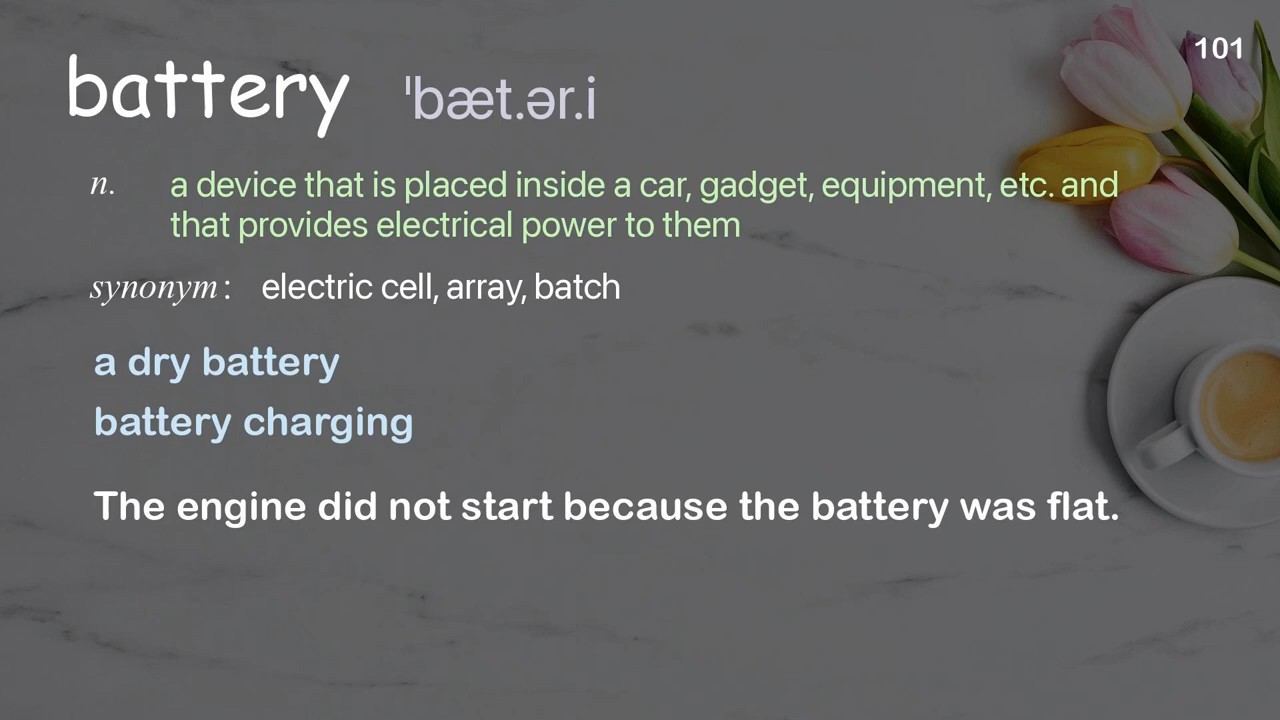 101
battery ˈbæt.ər.i
n. a device that is placed inside a car, gadget, equipment, etc. and
that provides electrical power to them
synonym: electric cell, array, batch
a dry battery
battery charging
The engine did not start because the battery was flat.